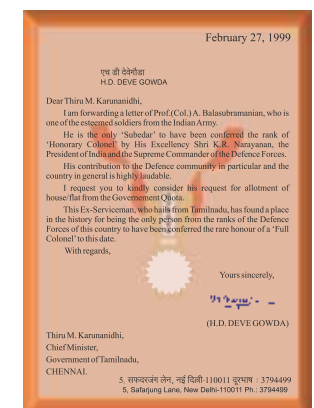 February 27, 1999
एच डी देवेगौडा
H.D. DEVE GOWDA
Dear Thiru M. Karunanidhi,
I am forwarding a letter of Prof.(Col.) A. Balasubramanian, who is
one of the esteemed soldiers from the Indian Army.
He is the only ‘Subedar’ to have been conferred the rank of
‘Honorary Colonel’ by His Excellency Shri K.R. Narayanan, the
President of India and the Supreme Commander of the Defence Forces.
His contribution to the Defence community in particular and the
country in general is highly laudable.
I request you to kindly consider his request for allotment of
house/flat from the Governement Quota.
This Ex-Serviceman, who hails from Tamilnadu, has found a place
in the history for being the only person from the ranks of the Defence
Forces of this country to have been conferred the rare honour of a ‘Full
Colonel’ to this date.
With regards,
Yours sincerely,
(H.D. DEVE GOWDA)
Thiru M. Karunanidhi,
Chief Minister,
Government of Tamilnadu,
CHENNAI.
5. सफदरजंग लेन, नई दिल्ली-110011 दूरभाष : 3794499
5, Safarjung Lane, New Delhi-110011 Ph.: 3794499